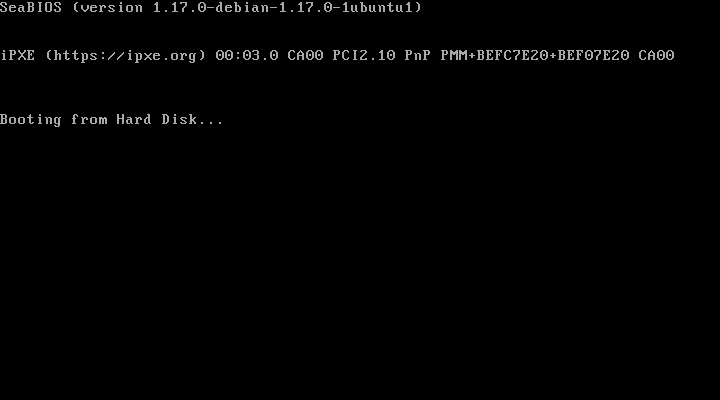 SeaBIOS (version 1.17.0-debian-1.17.0-1ubuntu1)
iPXE (https://ipxe.org) 00:03.0 CA00 PCI2.10 PnP PMM+BEFC7E20+BEF07E20 CA00
Booting from Hard Disk...